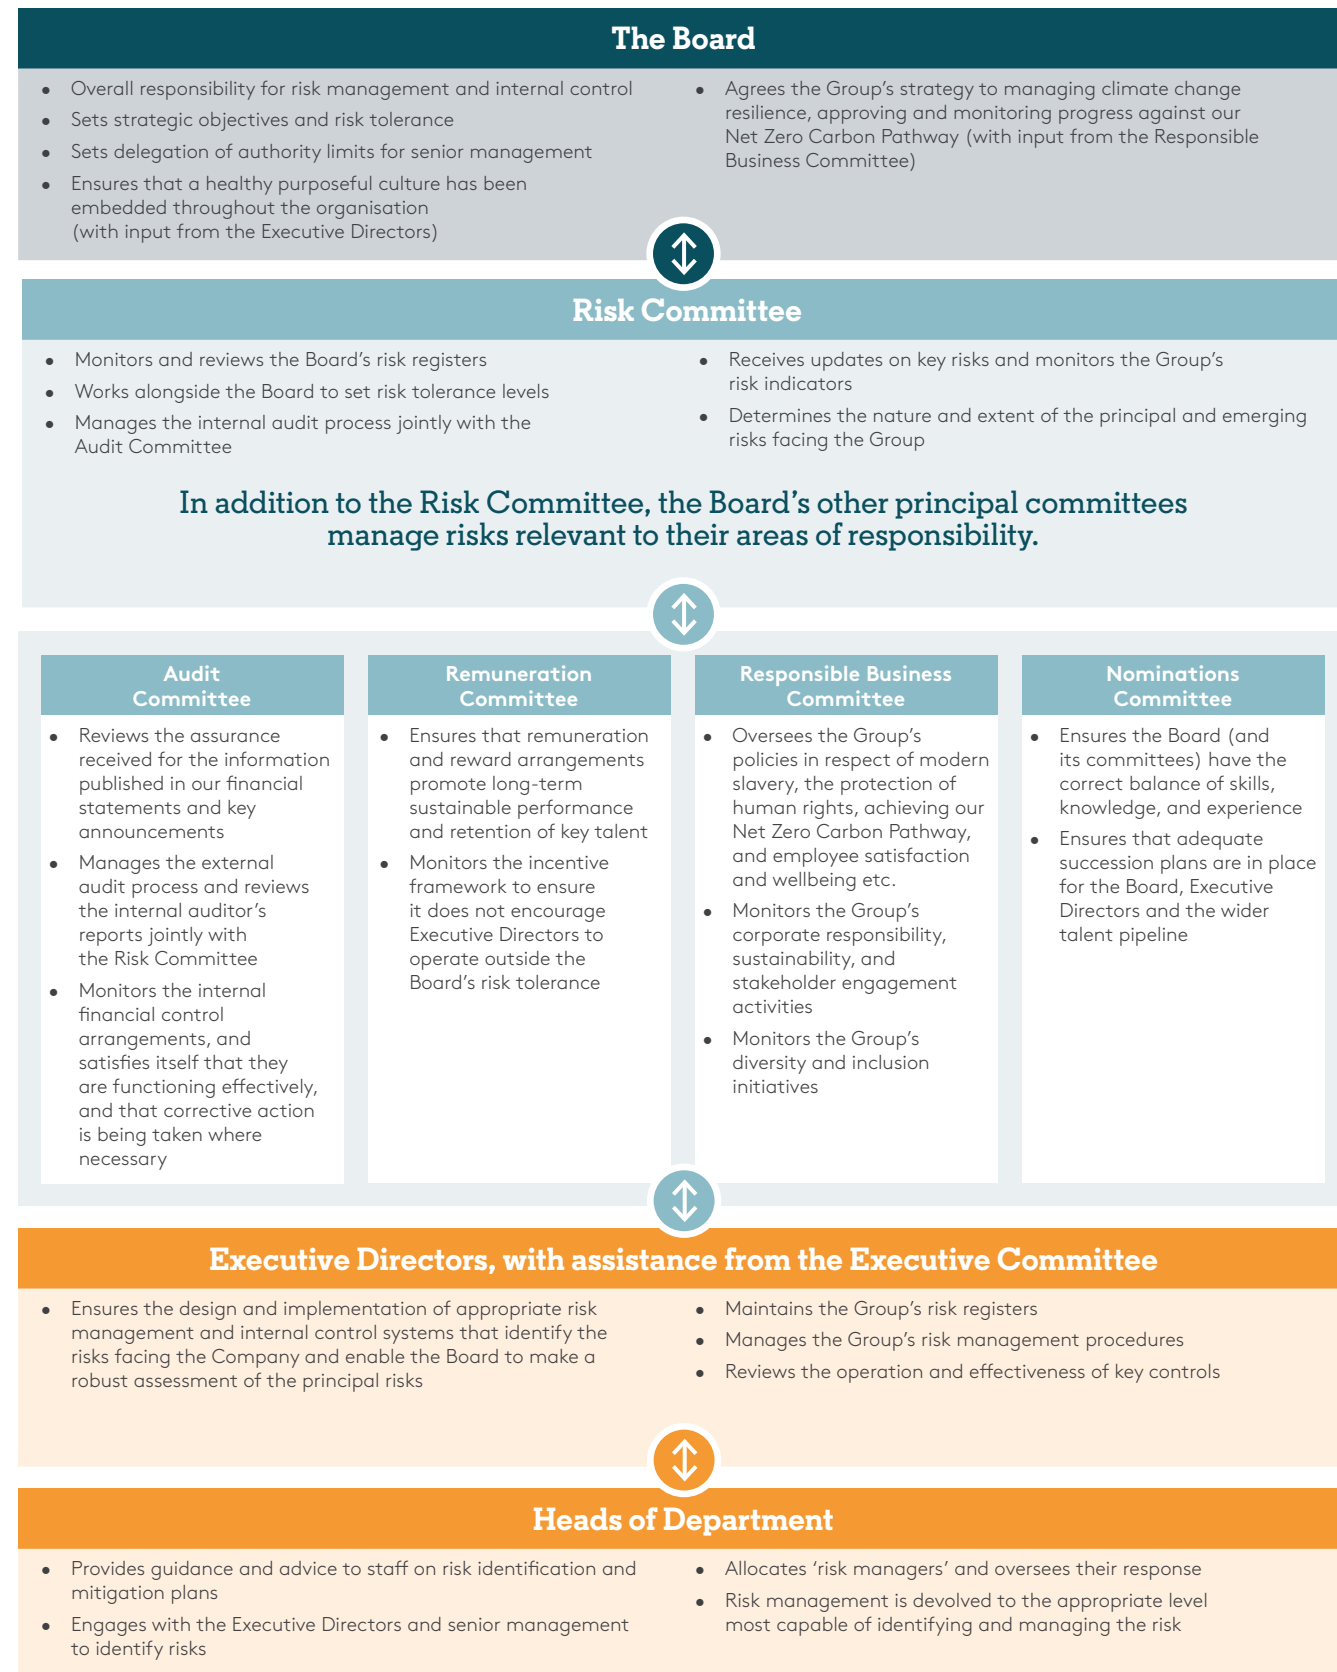 The Board
• Overall responsibility for risk management and internal control
• Sets strategic objectives and risk tolerance
• Sets delegation of authority limits for senior management
• Ensures that a healthy purposeful culture has been
embedded throughout the organisation
(with input from the Executive Directors)
• Agrees the Group's strategy to managing climate change
resilience, approving and monitoring progress against our
Net Zero Carbon Pathway (with input from the Responsible
Business Committee)
Risk Committee
• Monitors and reviews the Board's risk registers
• Works alongside the Board to set risk tolerance levels
• Manages the internal audit process jointly with the
Audit Committee
• Receives updates on key risks and monitors the Group's
risk indicators
• Determines the nature and extent of the principal and emerging
risks facing the Group
In addition to the Risk Committee, the Board's other principal committees
manage risks relevant to their areas of responsibility.
Audit
Committee
• Reviews the assurance
received for the information
published in our financial
statements and key
announcements
• Manages the external
audit process and reviews
the internal auditor's
reports jointly with
the Risk Committee
• Monitors the internal
financial control
arrangements, and
satisfies itself that they
are functioning effectively,
and that corrective action
is being taken where
necessary
Remuneration
Committee
• Ensures that remuneration
and reward arrangements
promote long-term
sustainable performance
and retention of key talent
• Monitors the incentive
framework to ensure
it does not encourage
Executive Directors to
operate outside the
Board's risk tolerance
Responsible Business
Committee
• Oversees the Group's
policies in respect of modern
slavery, the protection of
human rights, achieving our
Net Zero Carbon Pathway,
and employee satisfaction
and wellbeing etc.
• Monitors the Group's
corporate responsibility,
sustainability, and
stakeholder engagement
activities
• Monitors the Group's
diversity and inclusion
initiatives
Nominations
Committee
• Ensures the Board (and
its committees) have the
correct balance of skills,
knowledge, and experience
• Ensures that adequate
succession plans are in place
for the Board, Executive
Directors and the wider
talent pipeline
Executive Directors, with assistance from the Executive Committee
• Ensures the design and implementation of appropriate risk
management and internal control systems that identify the
risks facing the Company and enable the Board to make a
robust assessment of the principal risks
• Maintains the Group's risk registers
• Manages the Group's risk management procedures
• Reviews the operation and effectiveness of key controls
Heads of Department
• Provides guidance and advice to staff on risk identification and
mitigation plans
• Engages with the Executive Directors and senior management
to identify risks
• Allocates 'risk managers' and oversees their response
• Risk management is devolved to the appropriate level
most capable of identifying and managing the risk